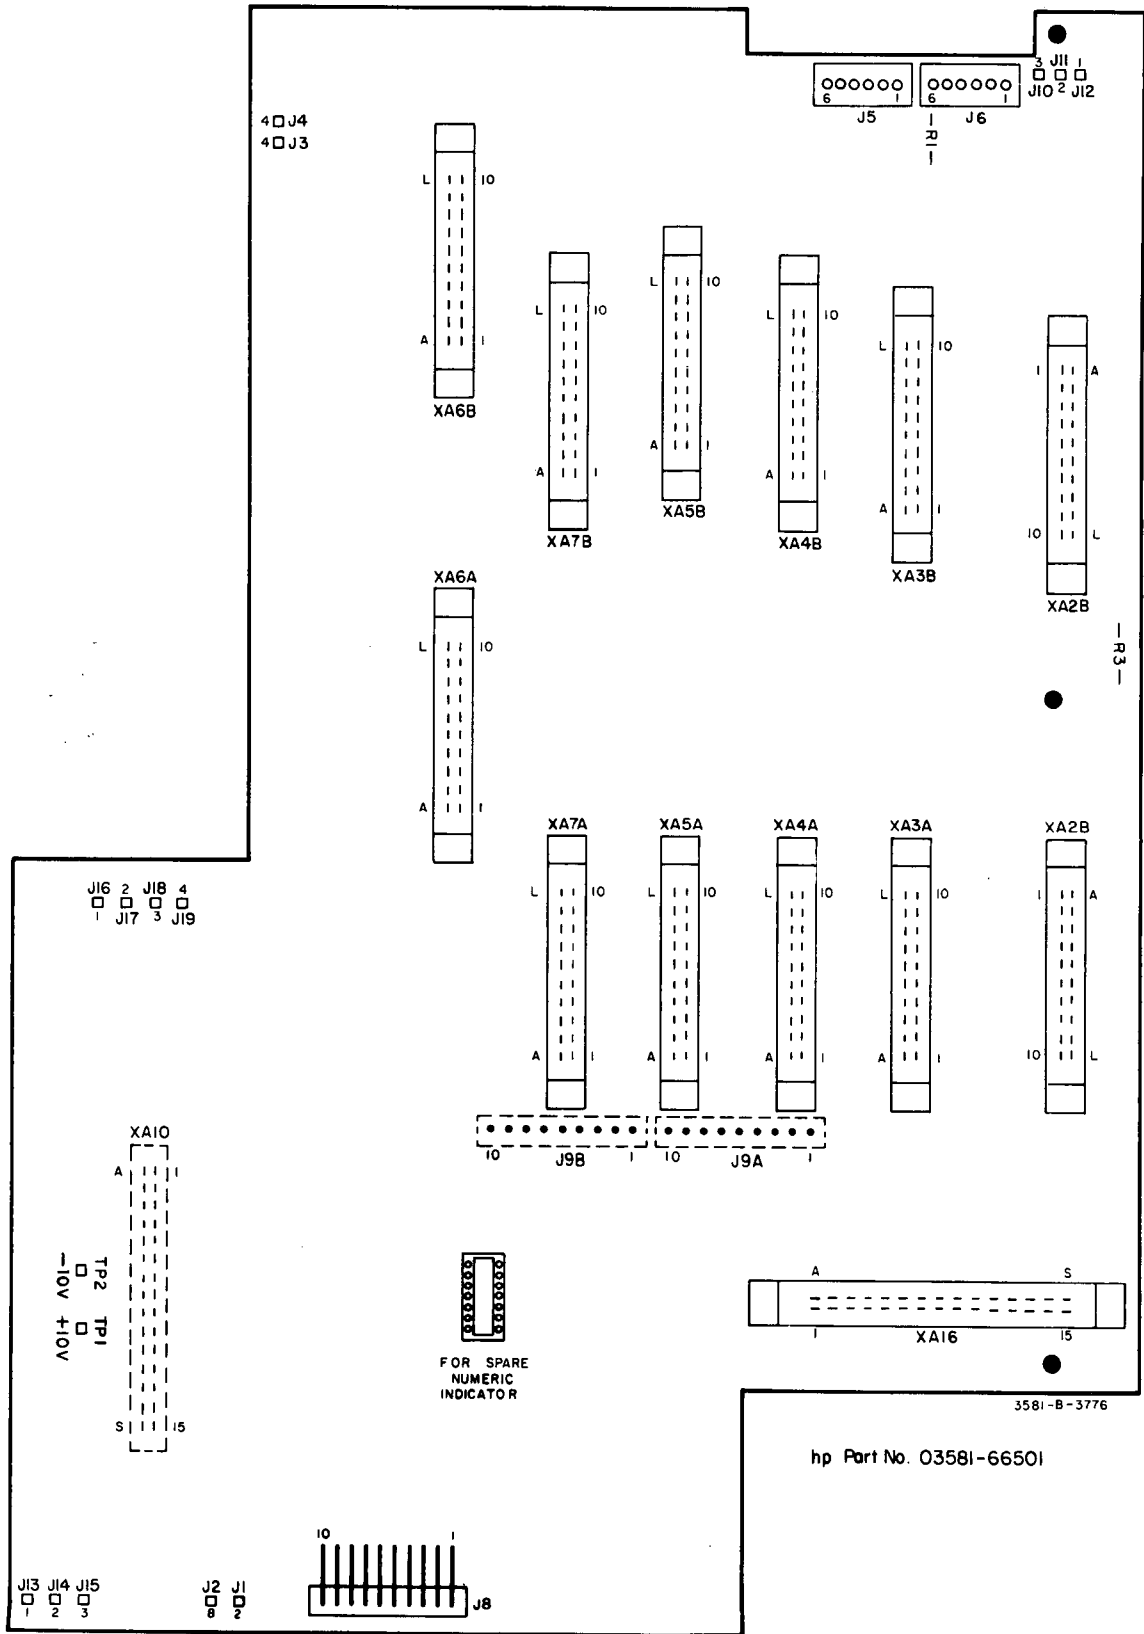 3 J11 1
J10 2 J12
6 1
J5
6 1
J6
—R1—
4 J4
4 J3
L 10
A 1
XA6B
L 10
A 1
XA7B
L 10
A 1
XA5B
L 10
A 1
XA4B
L 10
A 1
XA3B
1 A
10 L
XA2B
—R3—
XA6A
L 10
A 1
XA7A
L 10
A 1
XA5A
L 10
A 1
XA4A
L 10
A 1
XA3A
L 10
A 1
XA2B
1 A
10 L
J16 2 J18 4
1 J17 3 J19
10 J9B 1
10 J9A 1
XA10
A 1
S 15
TP2
—10V
TP1
+10V
FOR SPARE
NUMERIC
INDICATOR
A S
1 15
XA16
3581-B-3776
hp Part No. 03581-66501
10 1
J8
J13 J14 J15
1 2 3
J2 J1
8 2